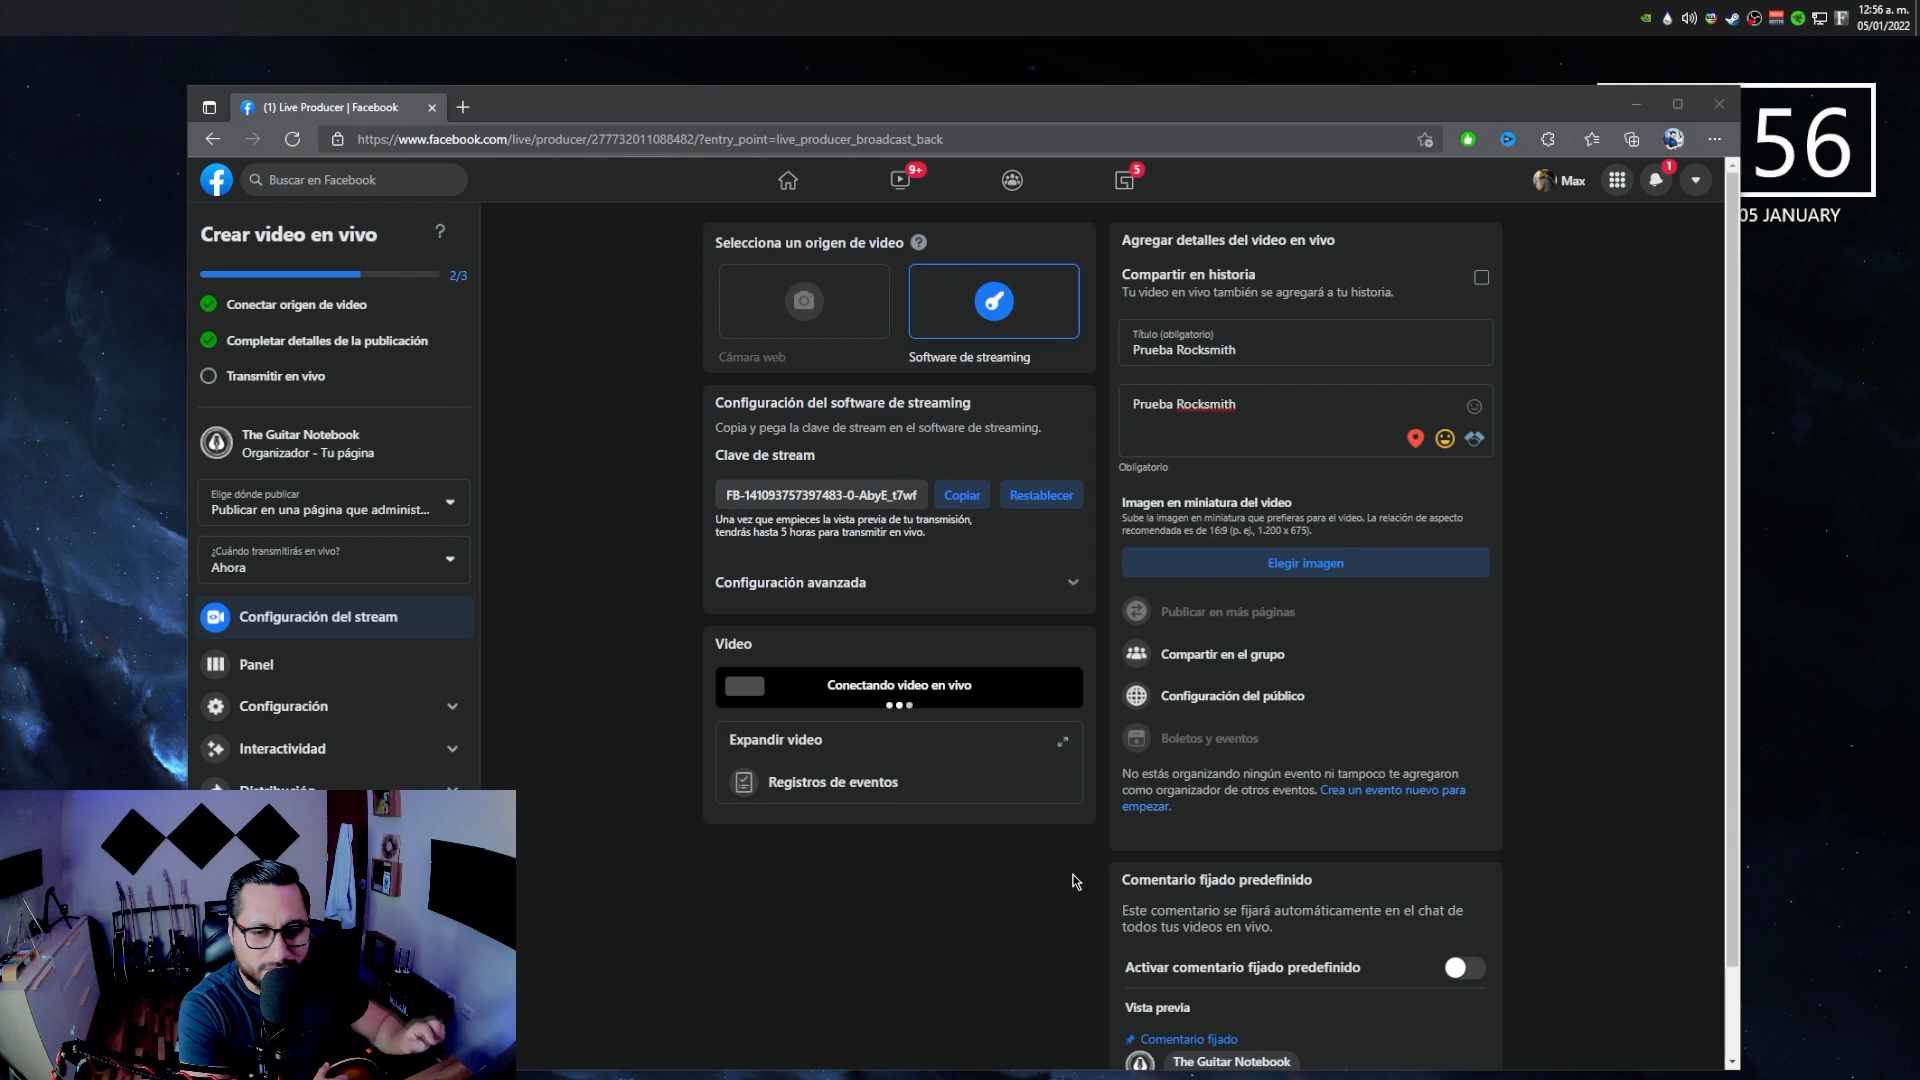 12:56 a. m.
05/01/2022
56
05 JANUARY
(1) Live Producer | Facebook
https://www.facebook.com/live/producer/277732011088482/?entry_point=live_producer_broadcast_back
Buscar en Facebook
9+
5
Max
1
Crear video en vivo
?
2/3
Conectar origen de video
Completar detalles de la publicación
Transmitir en vivo
The Guitar Notebook
Organizador - Tu página
Elige dónde publicar
Publicar en una página que administ...
¿Cuándo transmitirás en vivo?
Ahora
Configuración del stream
Panel
Configuración
Interactividad
Distribución
Selecciona un origen de video
?
Cámara web
Software de streaming
Configuración del software de streaming
Copia y pega la clave de stream en el software de streaming.
Clave de stream
FB-141093757397483-0-AbyE_t7wf
Copiar
Restablecer
Una vez que empieces la vista previa de tu transmisión,
tendrás hasta 5 horas para transmitir en vivo.
Configuración avanzada
Video
Conectando video en vivo
Expandir video
Registros de eventos
Agregar detalles del video en vivo
Compartir en historia
Tu video en vivo también se agregará a tu historia.
Título (obligatorio)
Prueba Rocksmith
Prueba Rocksmith
Obligatorio
Imagen en miniatura del video
Sube la imagen en miniatura que prefieras para el video. La relación de aspecto
recomendada es de 16:9 (p. ej., 1.200 x 675).
Elegir imagen
Publicar en más páginas
Compartir en el grupo
Configuración del público
Boletos y eventos
No estás organizando ningún evento ni tampoco te agregaron
como organizador de otros eventos. Crea un evento nuevo para
empezar.
Comentario fijado predefinido
Este comentario se fijará automáticamente en el chat de
todos tus videos en vivo.
Activar comentario fijado predefinido
Vista previa
Comentario fijado
The Guitar Notebook